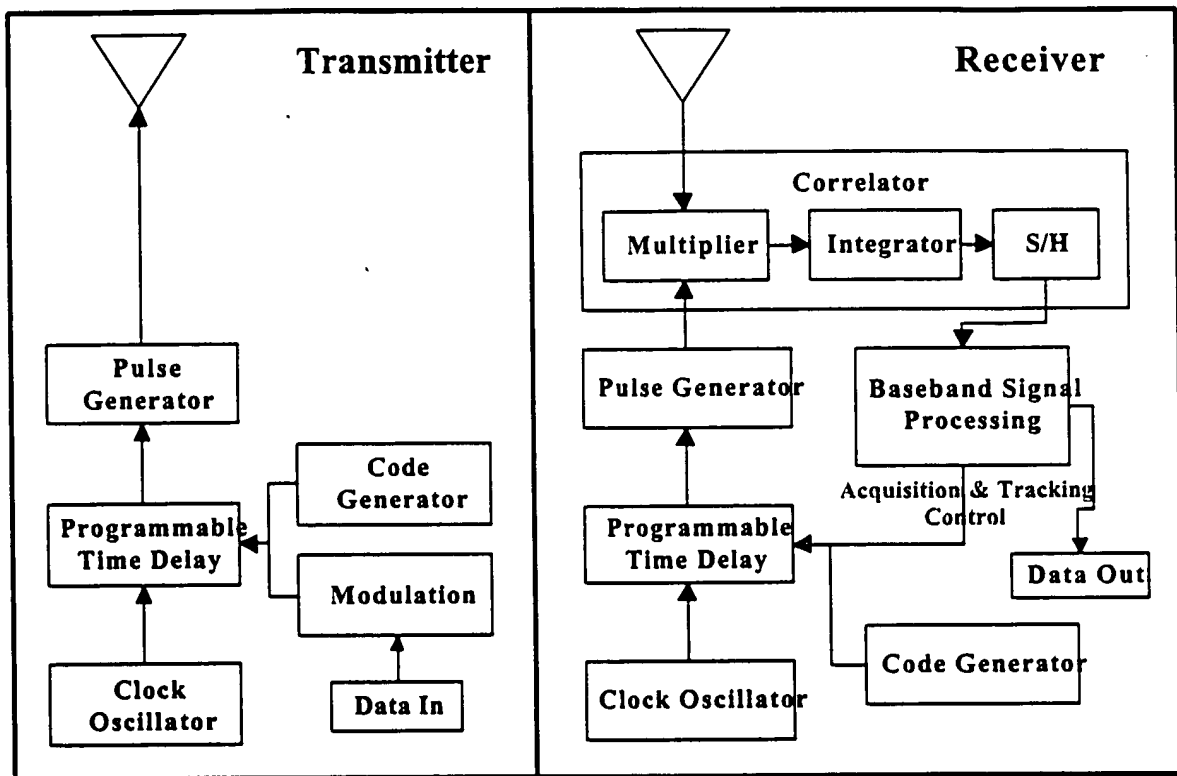 Transmitter
Pulse
Generator
Code
Generator
Programmable
Time Delay
Modulation
Clock
Oscillator
Data In
Receiver
Correlator
Multiplier
Integrator
S/H
Pulse Generator
Baseband Signal
Processing
Acquisition & Tracking
Control
Programmable
Time Delay
Data Out
Code Generator
Clock Oscillator